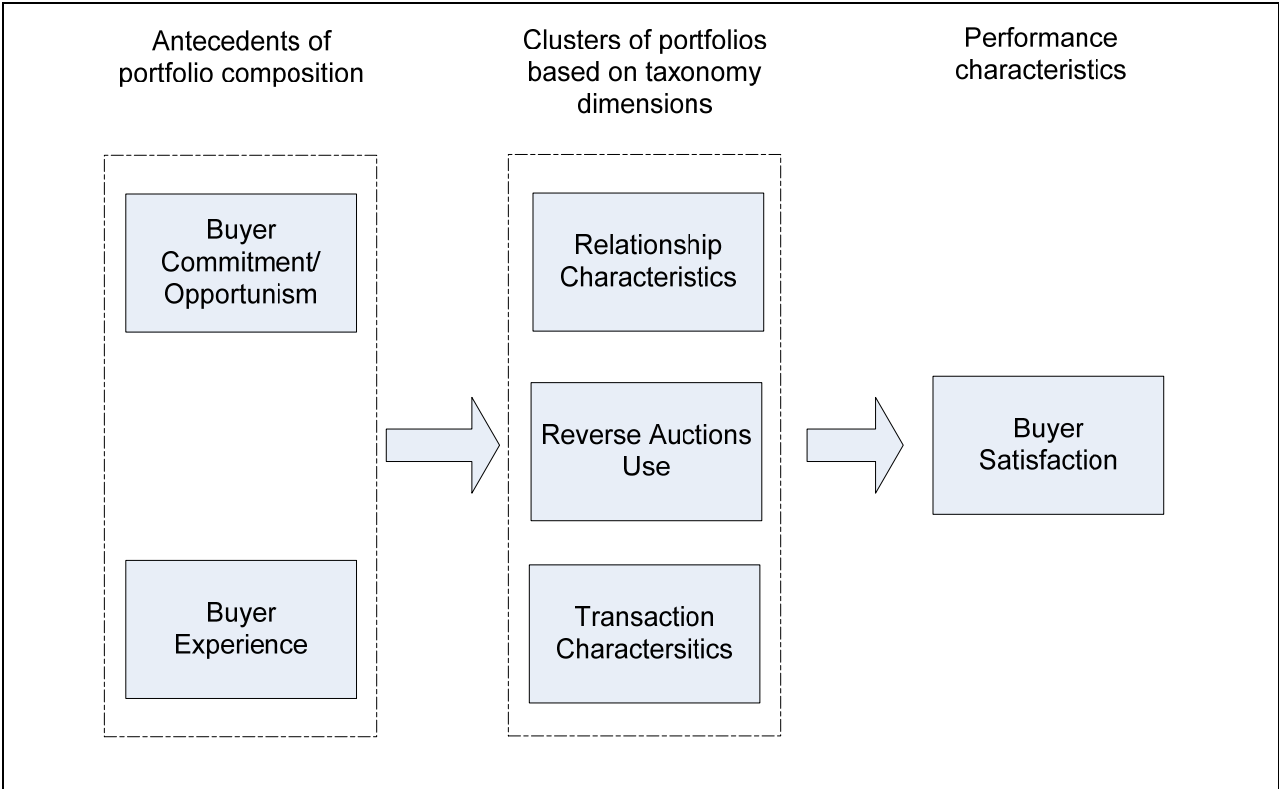 Antecedents of
portfolio composition
Clusters of portfolios
based on taxonomy
dimensions
Performance
characteristics
Buyer
Commitment/
Opportunism
Buyer
Experience
Relationship
Characteristics
Reverse Auctions
Use
Transaction
Charactersitics
Buyer
Satisfaction